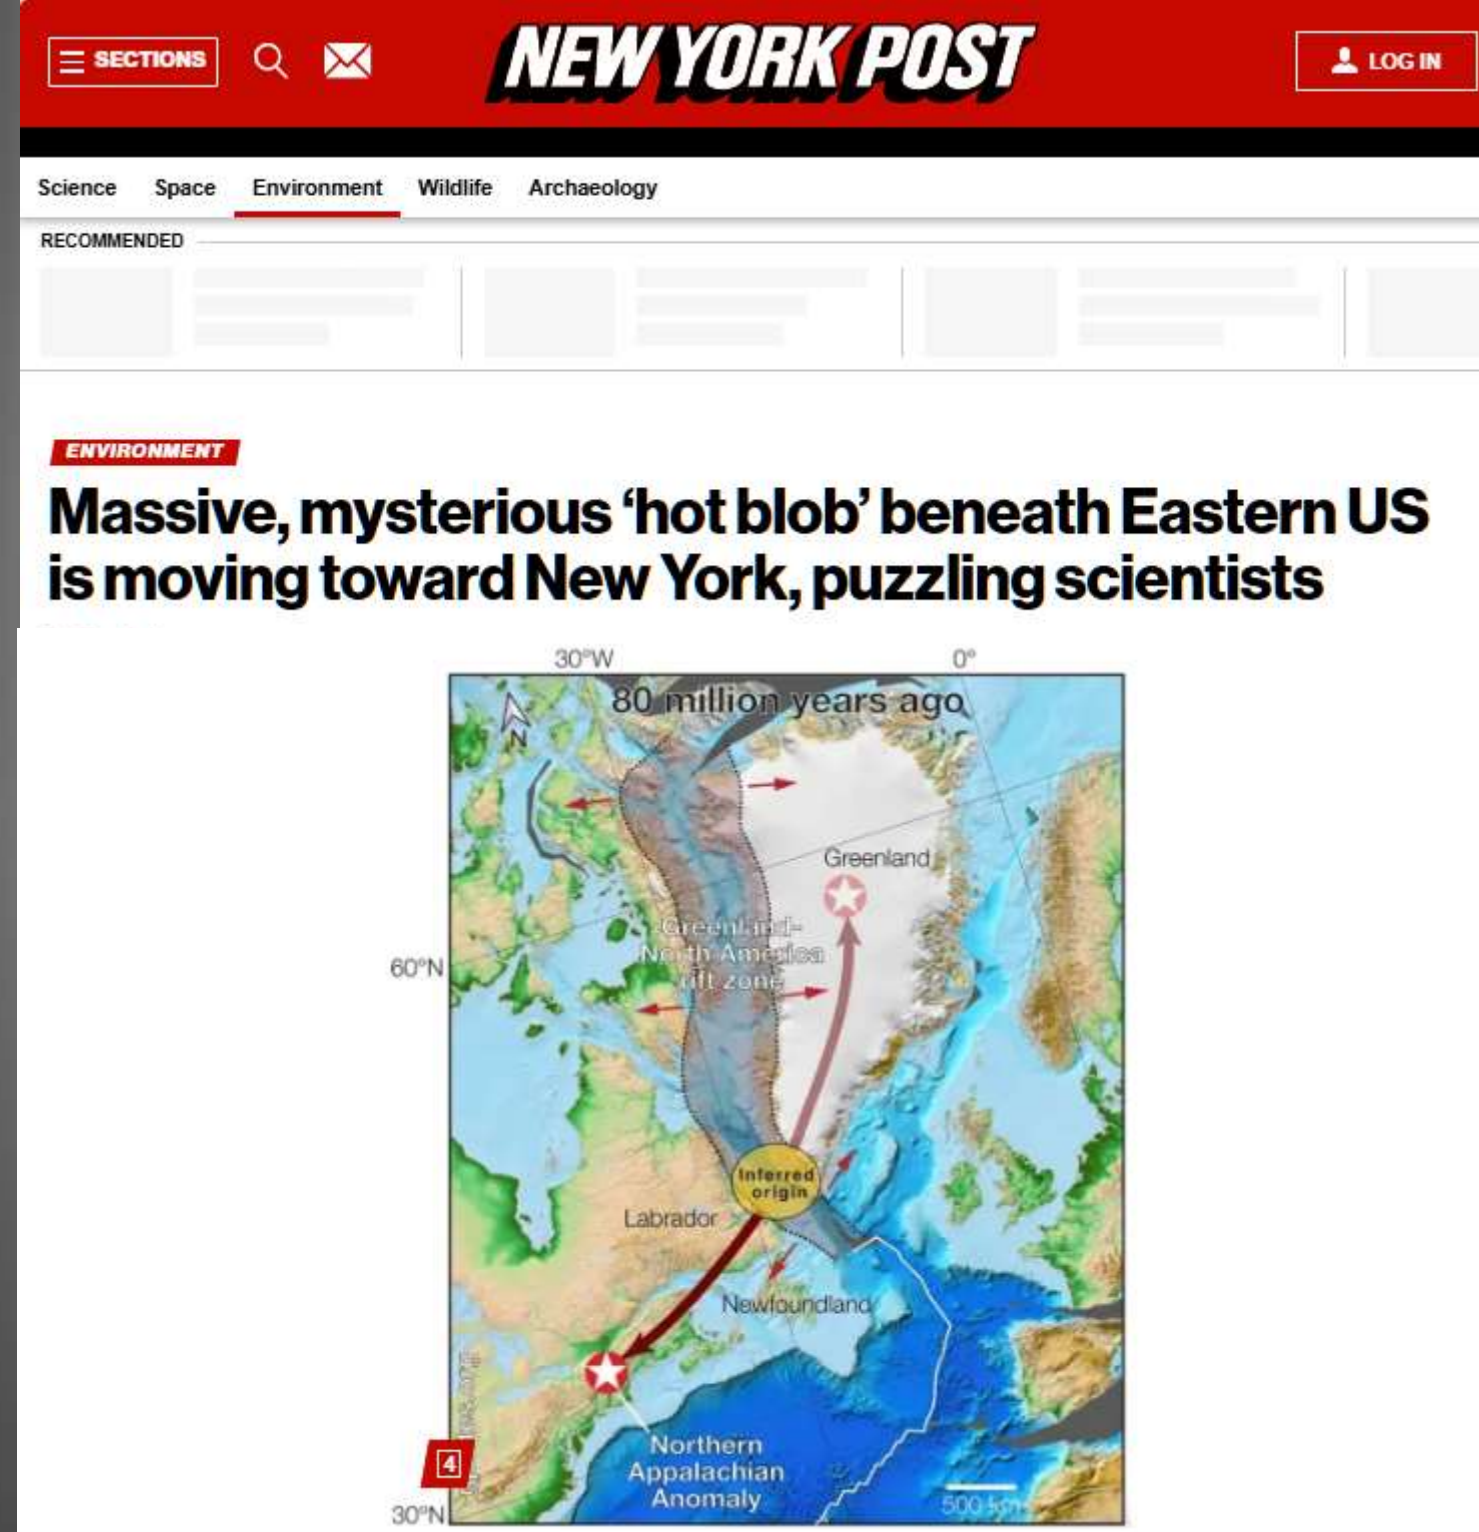 SECTIONS
NEW YORK POST
LOG IN
Science Space Environment Wildlife Archaeology
RECOMMENDED
ENVIRONMENT
Massive, mysterious ‘hot blob’ beneath Eastern US
is moving toward New York, puzzling scientists
30°W 0°
80 million years ago
N
Greenland
Greenland-
North America
rift zone
60°N
Inferred
origin
Labrador
Newfoundland
Northern
Appalachian
Anomaly
4
500 km
30°N